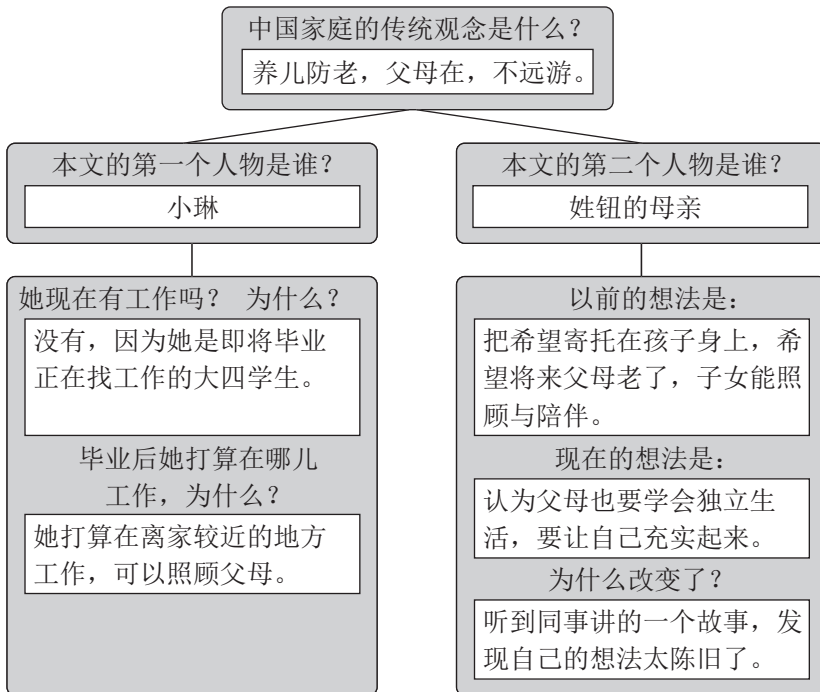 中国家庭的传统观念是什么？
养儿防老，父母在，不远游。
本文的第一个人物是谁？
小琳
她现在有工作吗？ 为什么？
没有，因为她是即将毕业
正在找工作的大四学生。
毕业后她打算在哪儿
工作，为什么？
她打算在离家较近的地方
工作，可以照顾父母。
本文的第二个人物是谁？
姓钮的母亲
以前的想法是：
把希望寄托在孩子身上，希
望将来父母老了，子女能照
顾与陪伴。
现在的想法是：
认为父母也要学会独立生
活，要让自己充实起来。
为什么改变了？
听到同事讲的一个故事，发
现自己的想法太陈旧了。